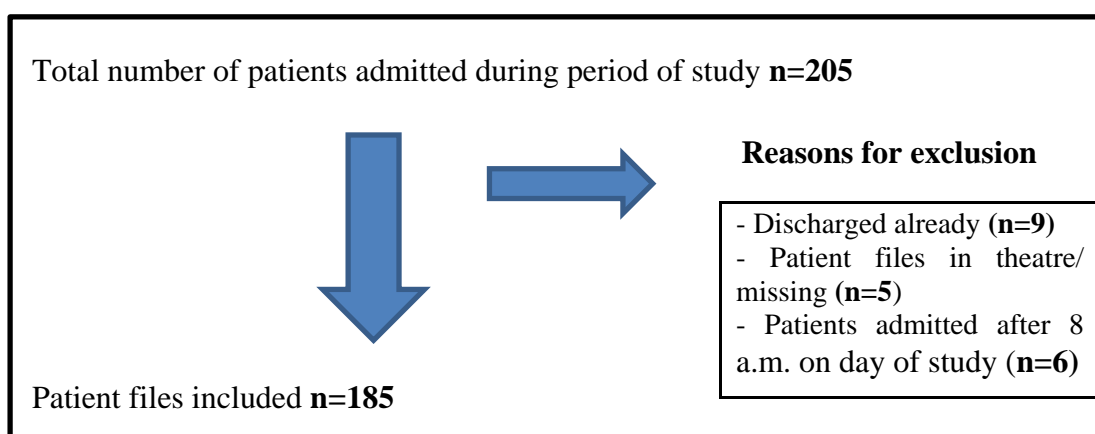 Total number of patients admitted during period of study n=205
Reasons for exclusion
- Discharged already (n=9)
- Patient files in theatre/
missing (n=5)
- Patients admitted after 8
a.m. on day of study (n=6)
Patient files included n=185